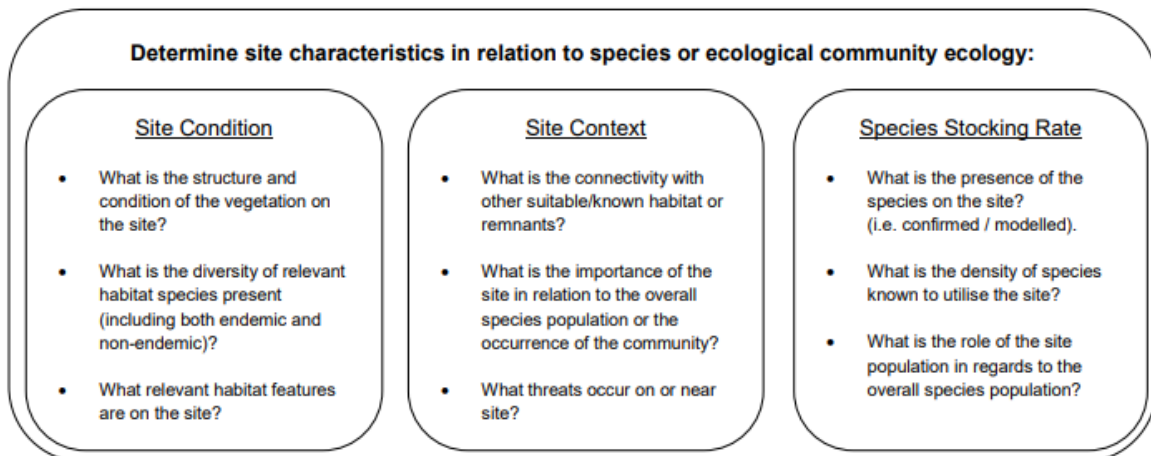 Determine site characteristics in relation to species or ecological community ecology:
Site Condition
• What is the structure and
condition of the vegetation on
the site?
• What is the diversity of relevant
habitat species present
(including both endemic and
non-endemic)?
• What relevant habitat features
are on the site?
Site Context
• What is the connectivity with
other suitable/known habitat or
remnants?
• What is the importance of the
site in relation to the overall
species population or the
occurrence of the community?
• What threats occur on or near
site?
Species Stocking Rate
• What is the presence of the
species on the site?
(i.e. confirmed / modelled).
• What is the density of species
known to utilise the site?
• What is the role of the site
population in regards to the
overall species population?